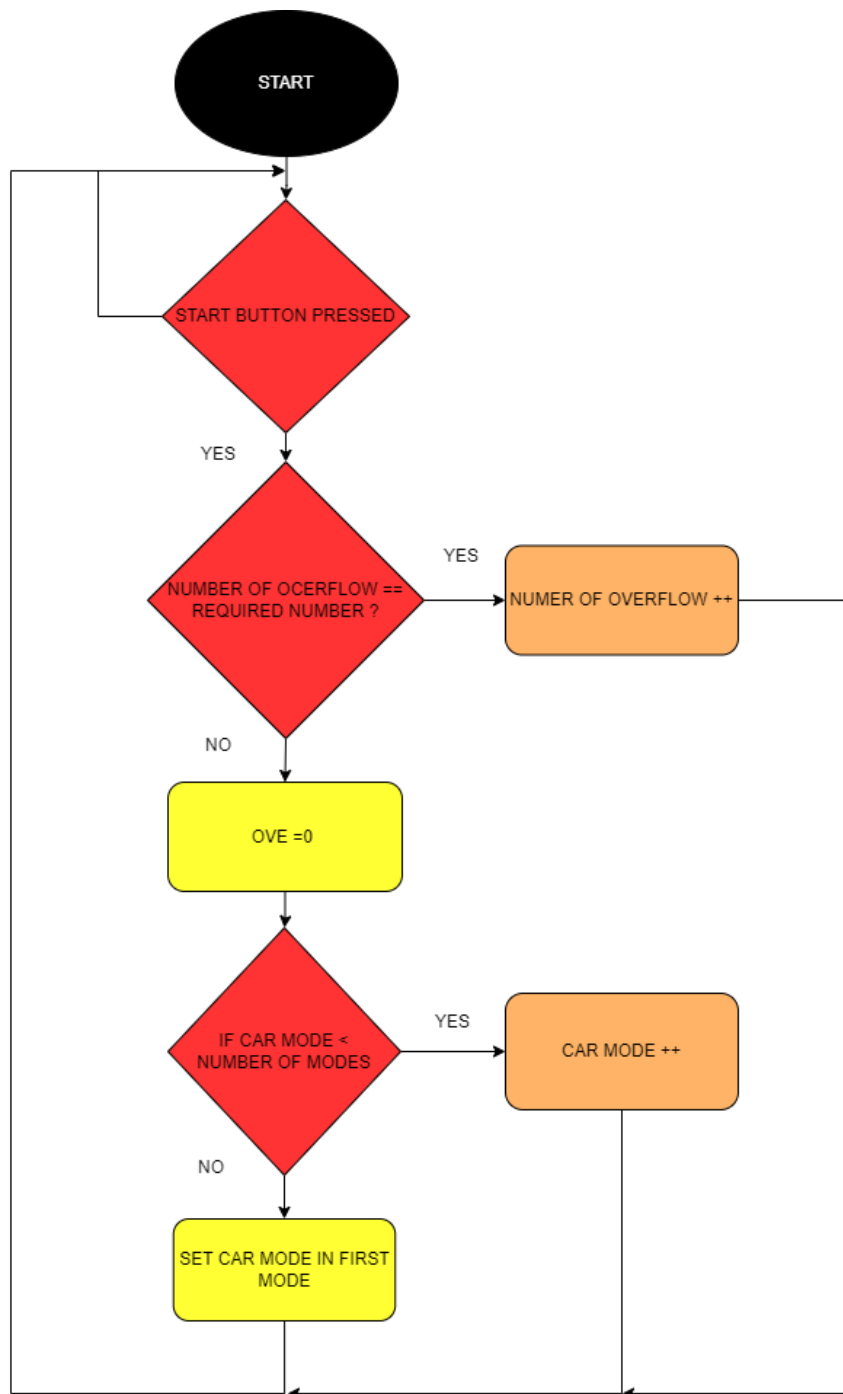 START
START BUTTON PRESSED
YES
NUMBER OF OCERFLOW ==
REQUIRED NUMBER ?
YES
NUMER OF OVERFLOW ++
NO
OVE =0
IF CAR MODE <
NUMBER OF MODES
YES
CAR MODE ++
NO
SET CAR MODE IN FIRST
MODE